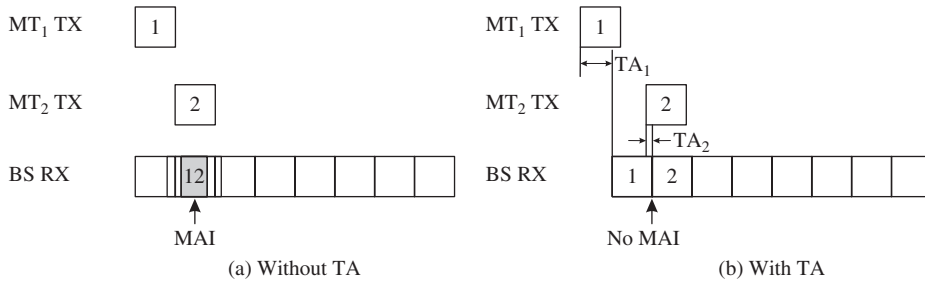 MT₁ TX
1
MT₂ TX
2
BS RX
12
MAI
(a) Without TA
MT₁ TX
1
TA₁
MT₂ TX
2
TA₂
BS RX
1 2
No MAI
(b) With TA